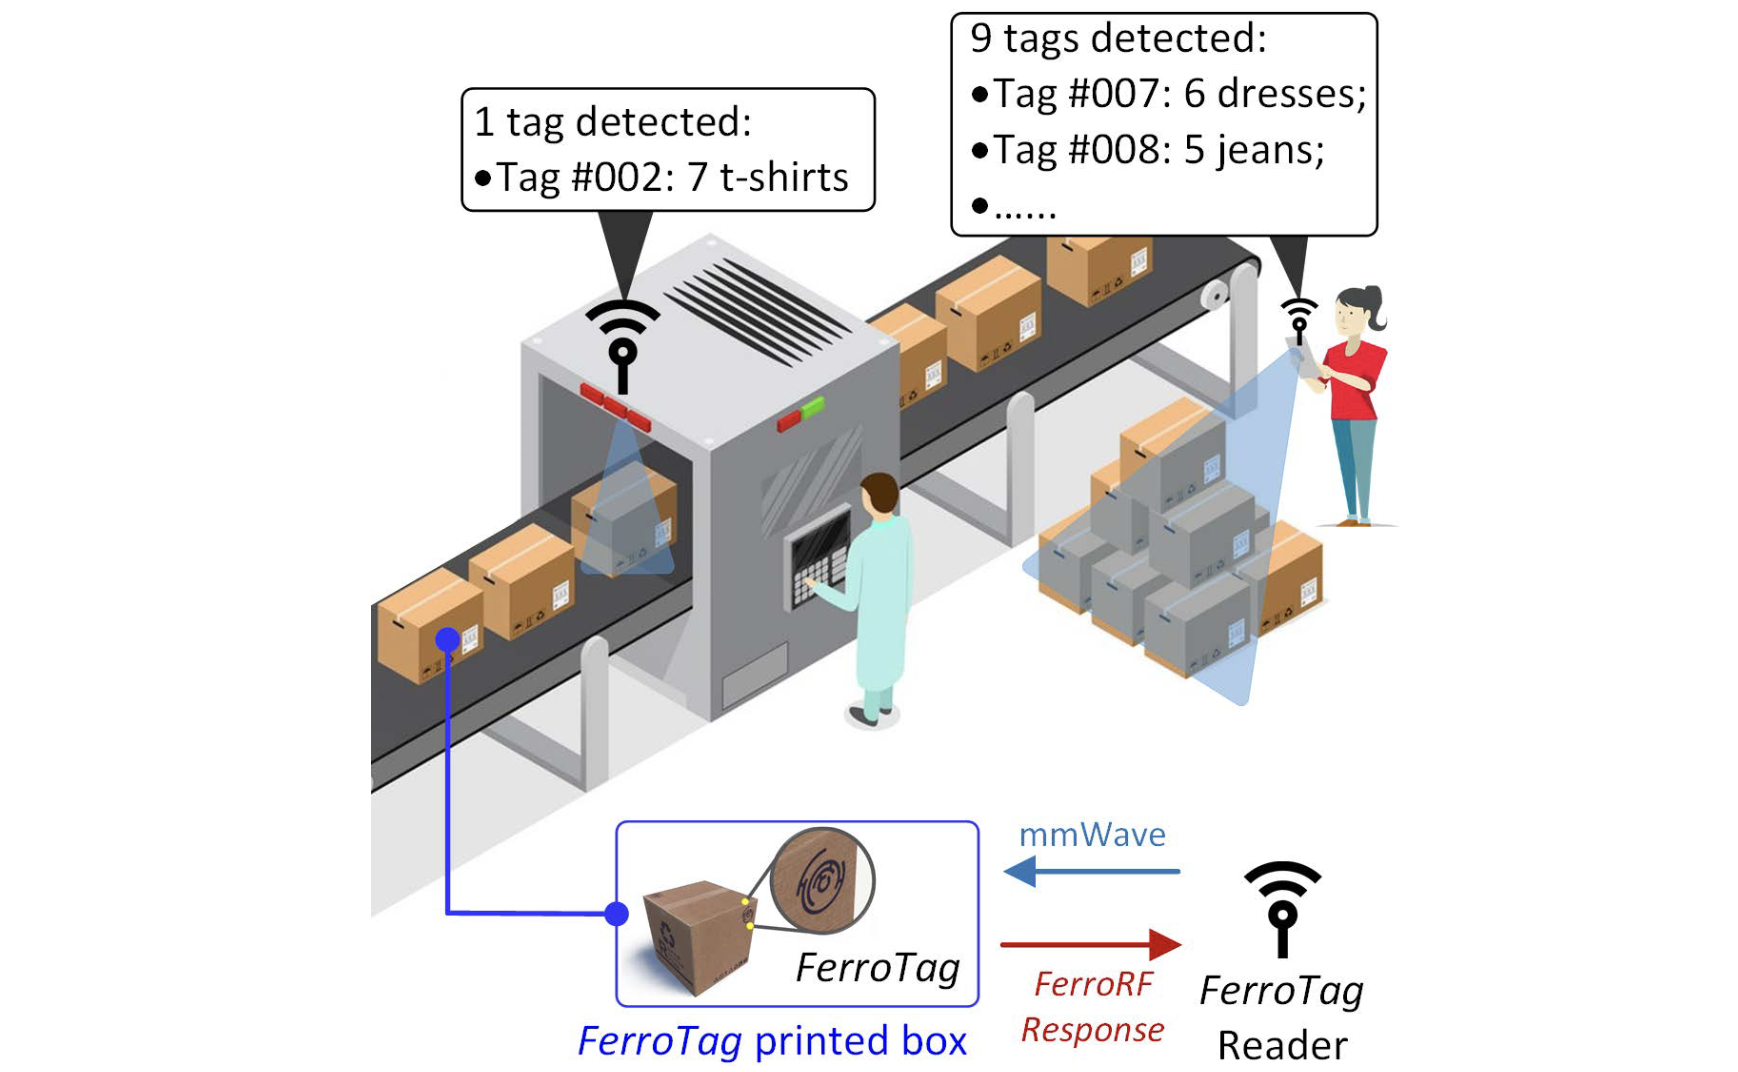 1 tag detected:
•Tag #002: 7 t-shirts
9 tags detected:
•Tag #007: 6 dresses;
•Tag #008: 5 jeans;
•......
mmWave
FerroTag
FerroRF
Response
FerroTag
Reader
FerroTag printed box